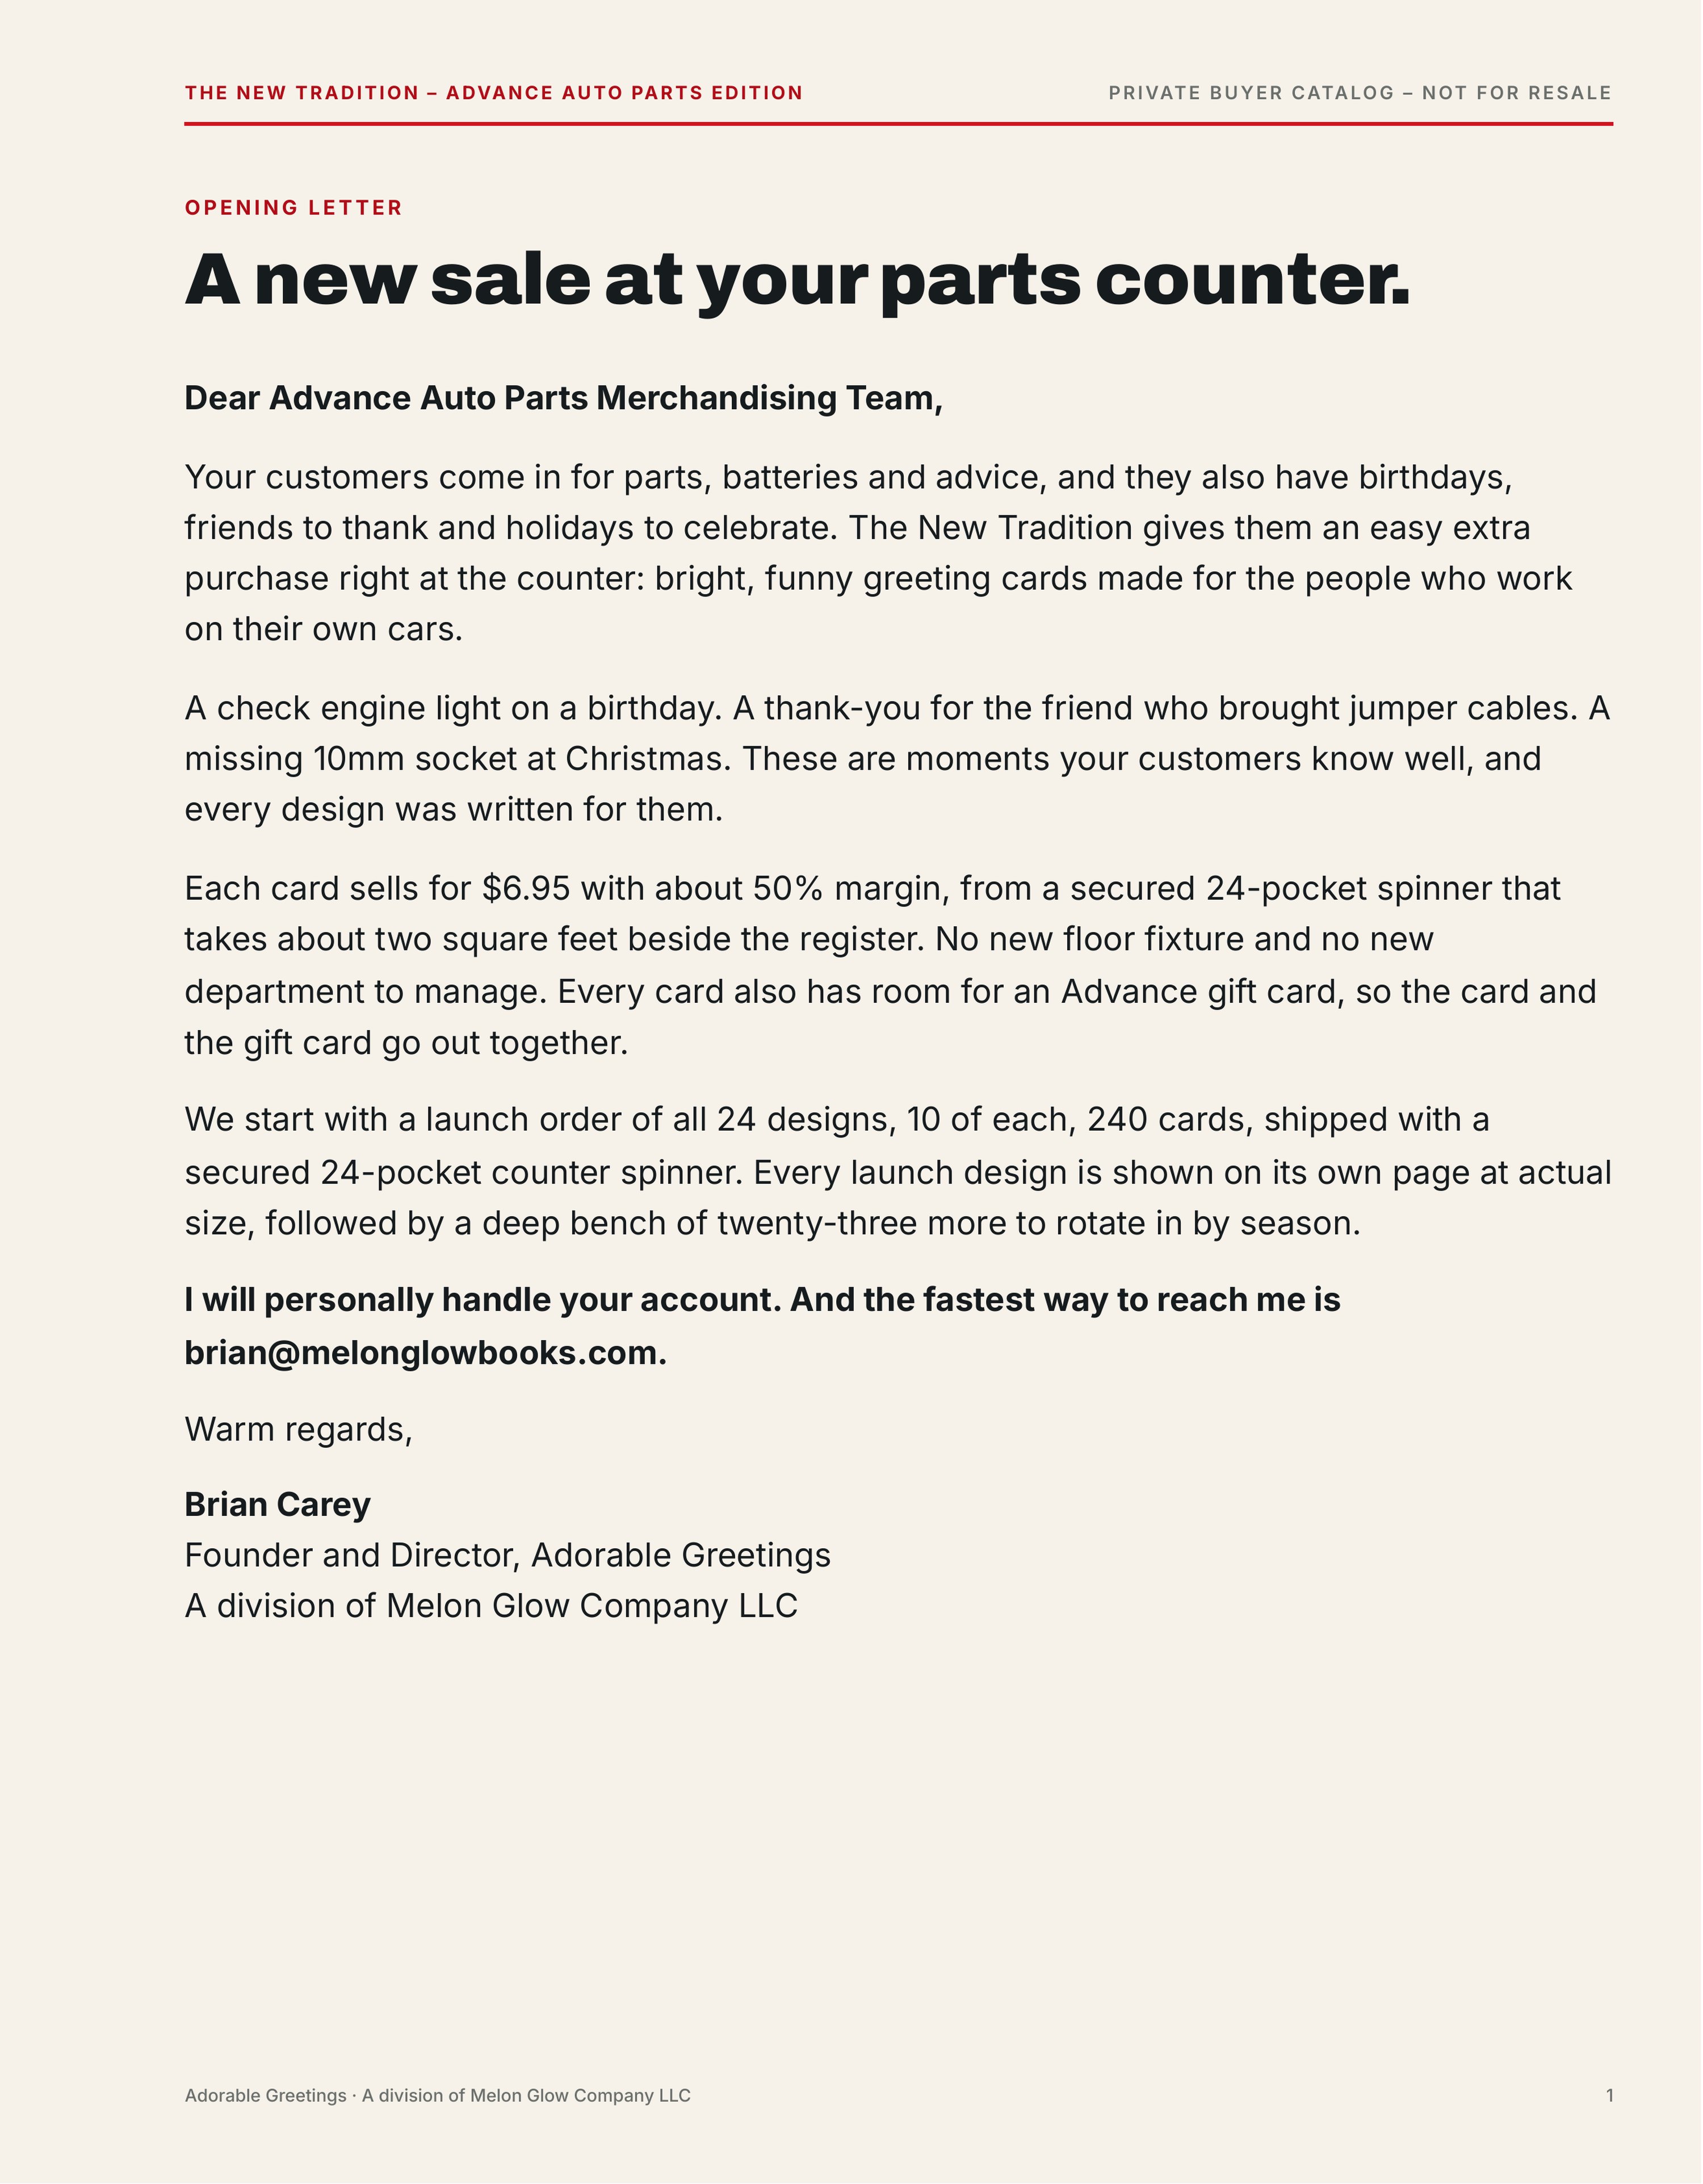 THE NEW TRADITION – ADVANCE AUTO PARTS EDITION
PRIVATE BUYER CATALOG – NOT FOR RESALE
OPENING LETTER
A new sale at your parts counter.
Dear Advance Auto Parts Merchandising Team,
Your customers come in for parts, batteries and advice, and they also have birthdays,
friends to thank and holidays to celebrate. The New Tradition gives them an easy extra
purchase right at the counter: bright, funny greeting cards made for the people who work
on their own cars.
A check engine light on a birthday. A thank-you for the friend who brought jumper cables. A
missing 10mm socket at Christmas. These are moments your customers know well, and
every design was written for them.
Each card sells for $6.95 with about 50% margin, from a secured 24-pocket spinner that
takes about two square feet beside the register. No new floor fixture and no new
department to manage. Every card also has room for an Advance gift card, so the card and
the gift card go out together.
We start with a launch order of all 24 designs, 10 of each, 240 cards, shipped with a
secured 24-pocket counter spinner. Every launch design is shown on its own page at actual
size, followed by a deep bench of twenty-three more to rotate in by season.
I will personally handle your account. And the fastest way to reach me is
brian@melonglowbooks.com.
Warm regards,
Brian Carey
Founder and Director, Adorable Greetings
A division of Melon Glow Company LLC
Adorable Greetings · A division of Melon Glow Company LLC
1